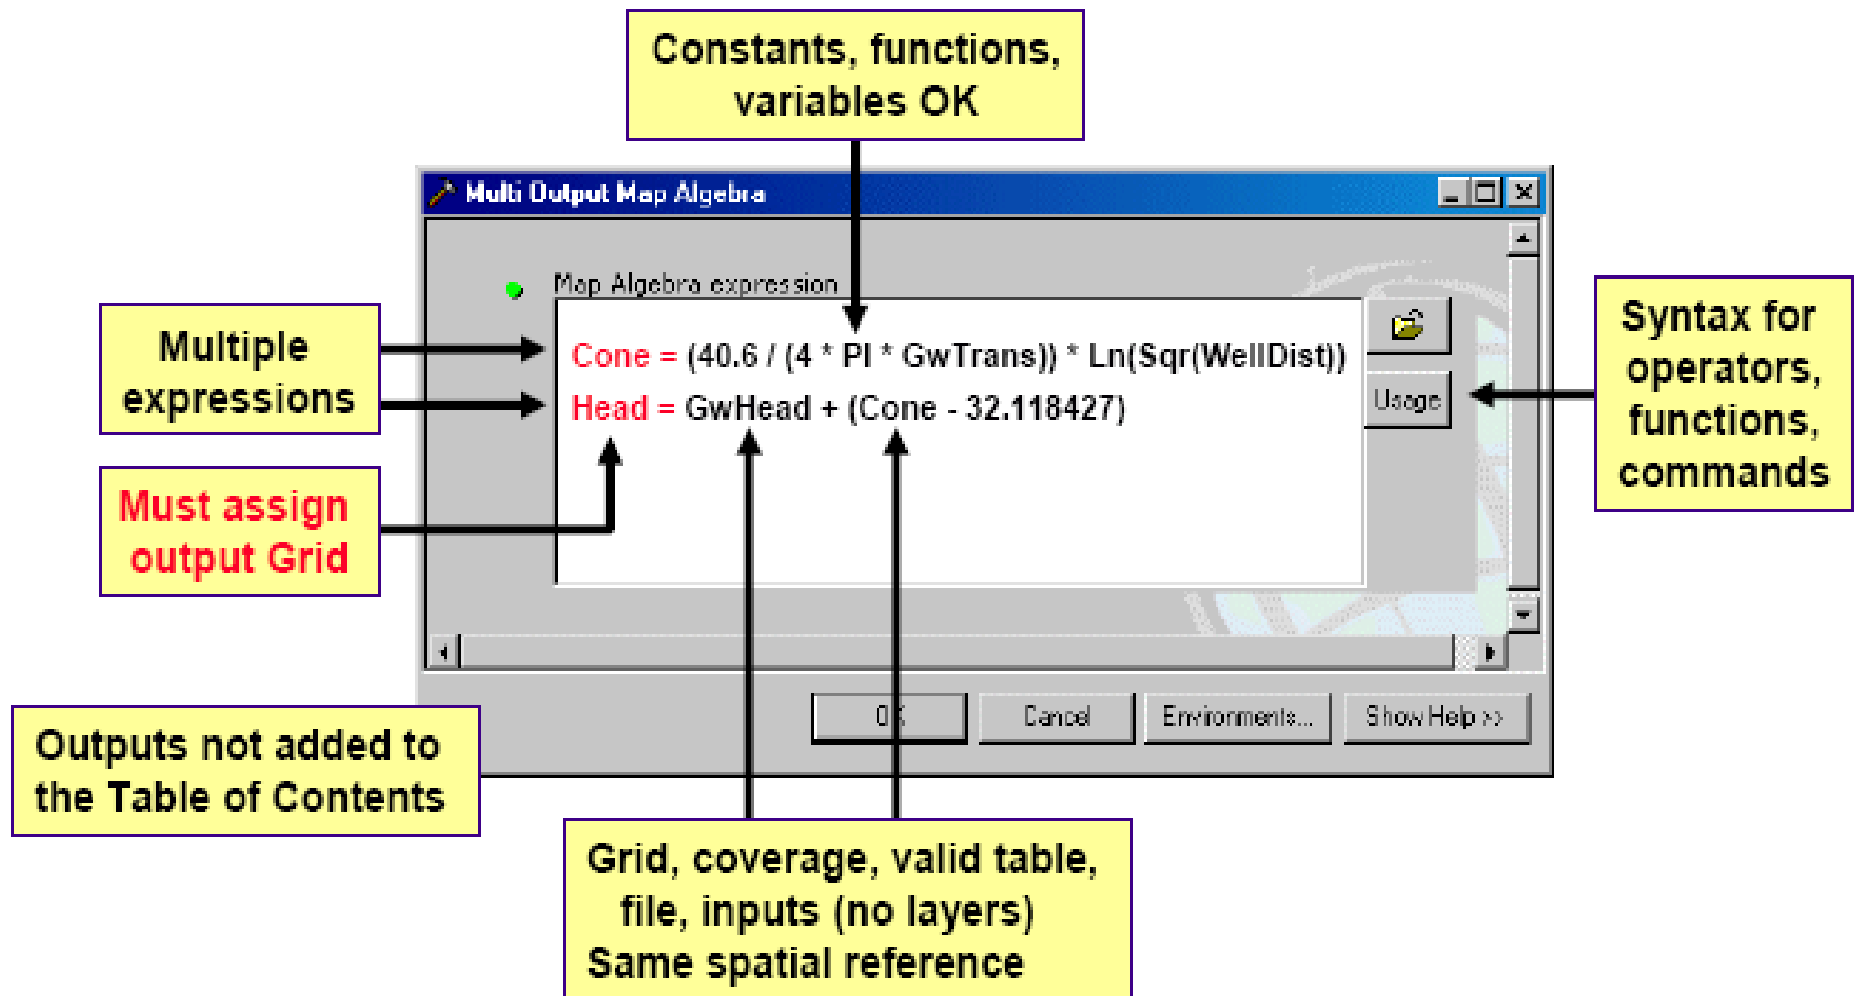 Constants, functions,
variables OK
Multi Output Map Algebra
Map Algebra expression
Cone = (40.6 / (4 * PI * GwTrans)) * Ln(Sqr(WellDist))
Head = GwHead + (Cone - 32.118427)
Usage
Multiple
expressions
Must assign
output Grid
Syntax for
operators,
functions,
commands
OK
Cancel
Environments...
Show Help >>
Outputs not added to
the Table of Contents
Grid, coverage, valid table,
file, inputs (no layers)
Same spatial reference